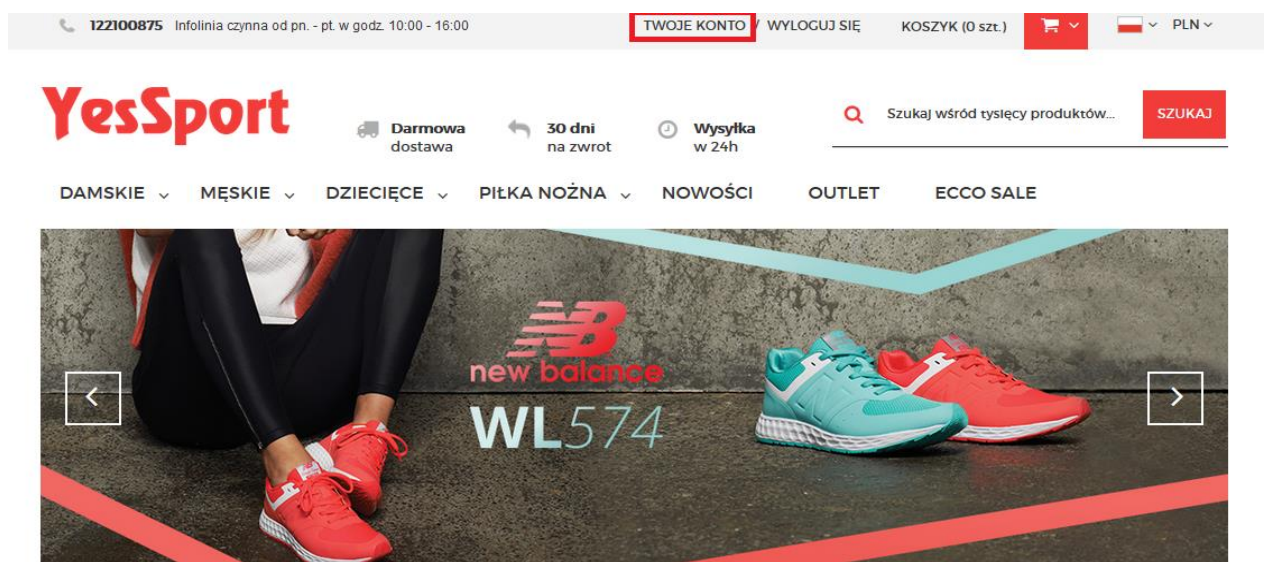 122100875 Infolinia czynna od pn. - pt. w godz. 10:00 - 16:00 TWOJE KONTO / WYLOGUJ SIĘ KOSZYK (0 szt.) PLN
YesSport
Darmowa dostawa
30 dni na zwrot
Wysyłka w 24h
Szukaj wśród tysięcy produktów... SZUKAJ
DAMSKIE MĘSKIE DZIECIĘCE PIŁKA NOŻNA NOWOŚCI OUTLET ECCO SALE
NB
new balance
WL574